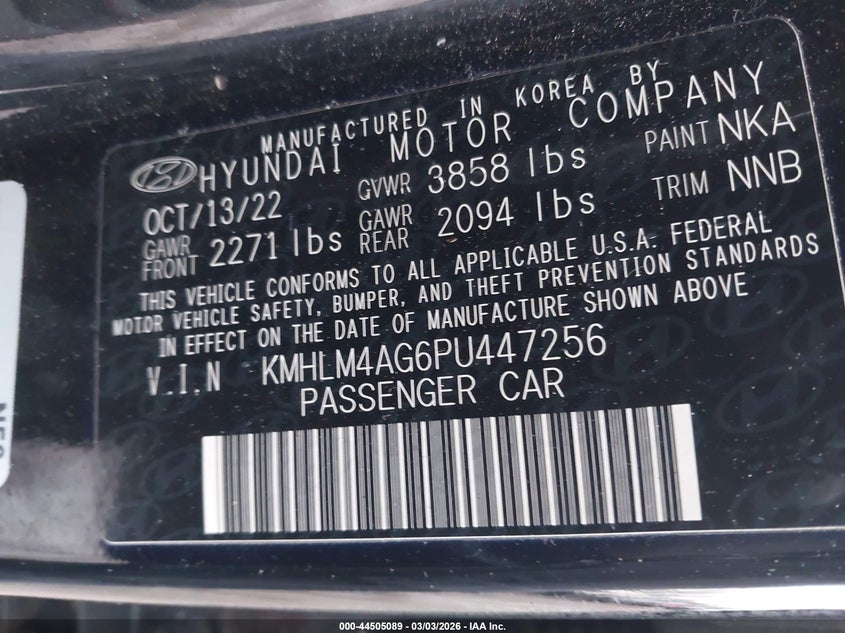 MANUFACTURED IN KOREA BY
HYUNDAI MOTOR COMPANY
OCT/13/22 GVWR 3858 lbs PAINT NKA
GAWR FRONT 2271 lbs GAWR REAR 2094 lbs TRIM NNB
THIS VEHICLE CONFORMS TO ALL APPLICABLE U.S.A. FEDERAL
MOTOR VEHICLE SAFETY, BUMPER, AND THEFT PREVENTION STANDARDS
IN EFFECT ON THE DATE OF MANUFACTURE SHOWN ABOVE
V.I.N KMHLM4AG6PU447256
PASSENGER CAR
000-44505089 - 03/03/2026 - IAA Inc.